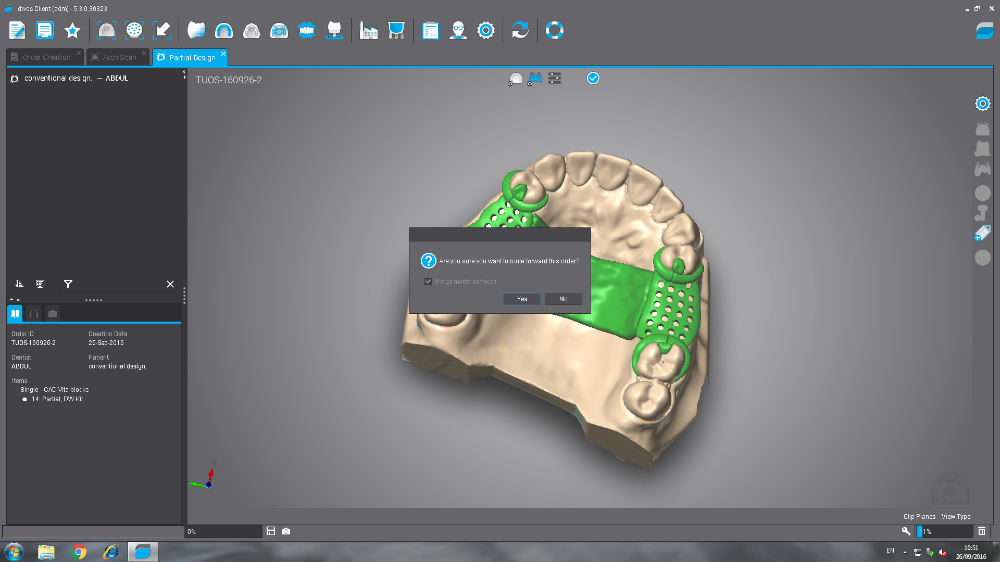 dwos Client (adm) - 5.3.0.30323
Order Creation
Arch Scan
Partial Design
conventional design,  – ABDUL
TUOS-160926-2
Are you sure you want to route forward this order?
Merge model surfaces
Yes
No
Order ID
Creation Date
TUOS-160926-2
26-Sep-2016
Dentist
Patient
ABDUL
conventional design,
Items
Single - CAD Vita blocks
14: Partial, DW Kit
D
Clip Planes
View Type
0%
11%
EN
10:51
26/09/2016